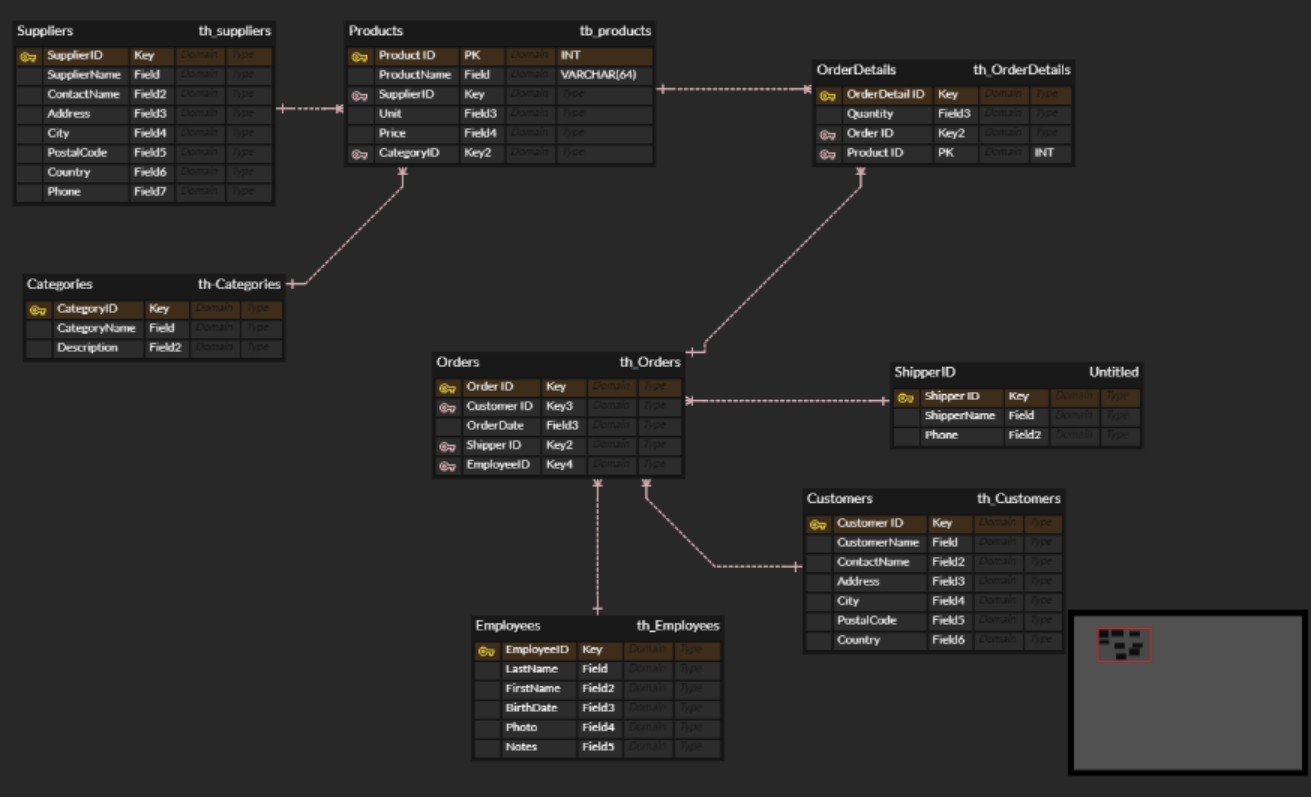 Suppliers th_suppliers
SupplierID Key Domain Type
SupplierName Field Domain Type
ContactName Field2 Domain Type
Address Field3 Domain Type
City Field4 Domain Type
PostalCode Field5 Domain Type
Country Field6 Domain Type
Phone Field7 Domain Type
Products tb_products
Product ID PK Domain INT
ProductName Field Domain VARCHAR(64)
SupplierID Key Domain Type
Unit Field3 Domain Type
Price Field4 Domain Type
CategoryID Key2 Domain Type
OrderDetails th_OrderDetails
OrderDetail ID Key Domain Type
Quantity Field3 Domain Type
Order ID Key2 Domain Type
Product ID PK Domain INT
Categories th-Categories
CategoryID Key Domain Type
CategoryName Field Domain Type
Description Field2 Domain Type
Orders th_Orders
Order ID Key Domain Type
Customer ID Key3 Domain Type
OrderDate Field3 Domain Type
Shipper ID Key2 Domain Type
EmployeeID Key4 Domain Type
ShipperID Untitled
Shipper ID Key Domain Type
ShipperName Field Domain Type
Phone Field2 Domain Type
Customers th_Customers
Customer ID Key Domain Type
CustomerName Field Domain Type
ContactName Field2 Domain Type
Address Field3 Domain Type
City Field4 Domain Type
PostalCode Field5 Domain Type
Country Field6 Domain Type
Employees th_Employees
EmployeeID Key Domain Type
LastName Field Domain Type
FirstName Field2 Domain Type
BirthDate Field3 Domain Type
Photo Field4 Domain Type
Notes Field5 Domain Type